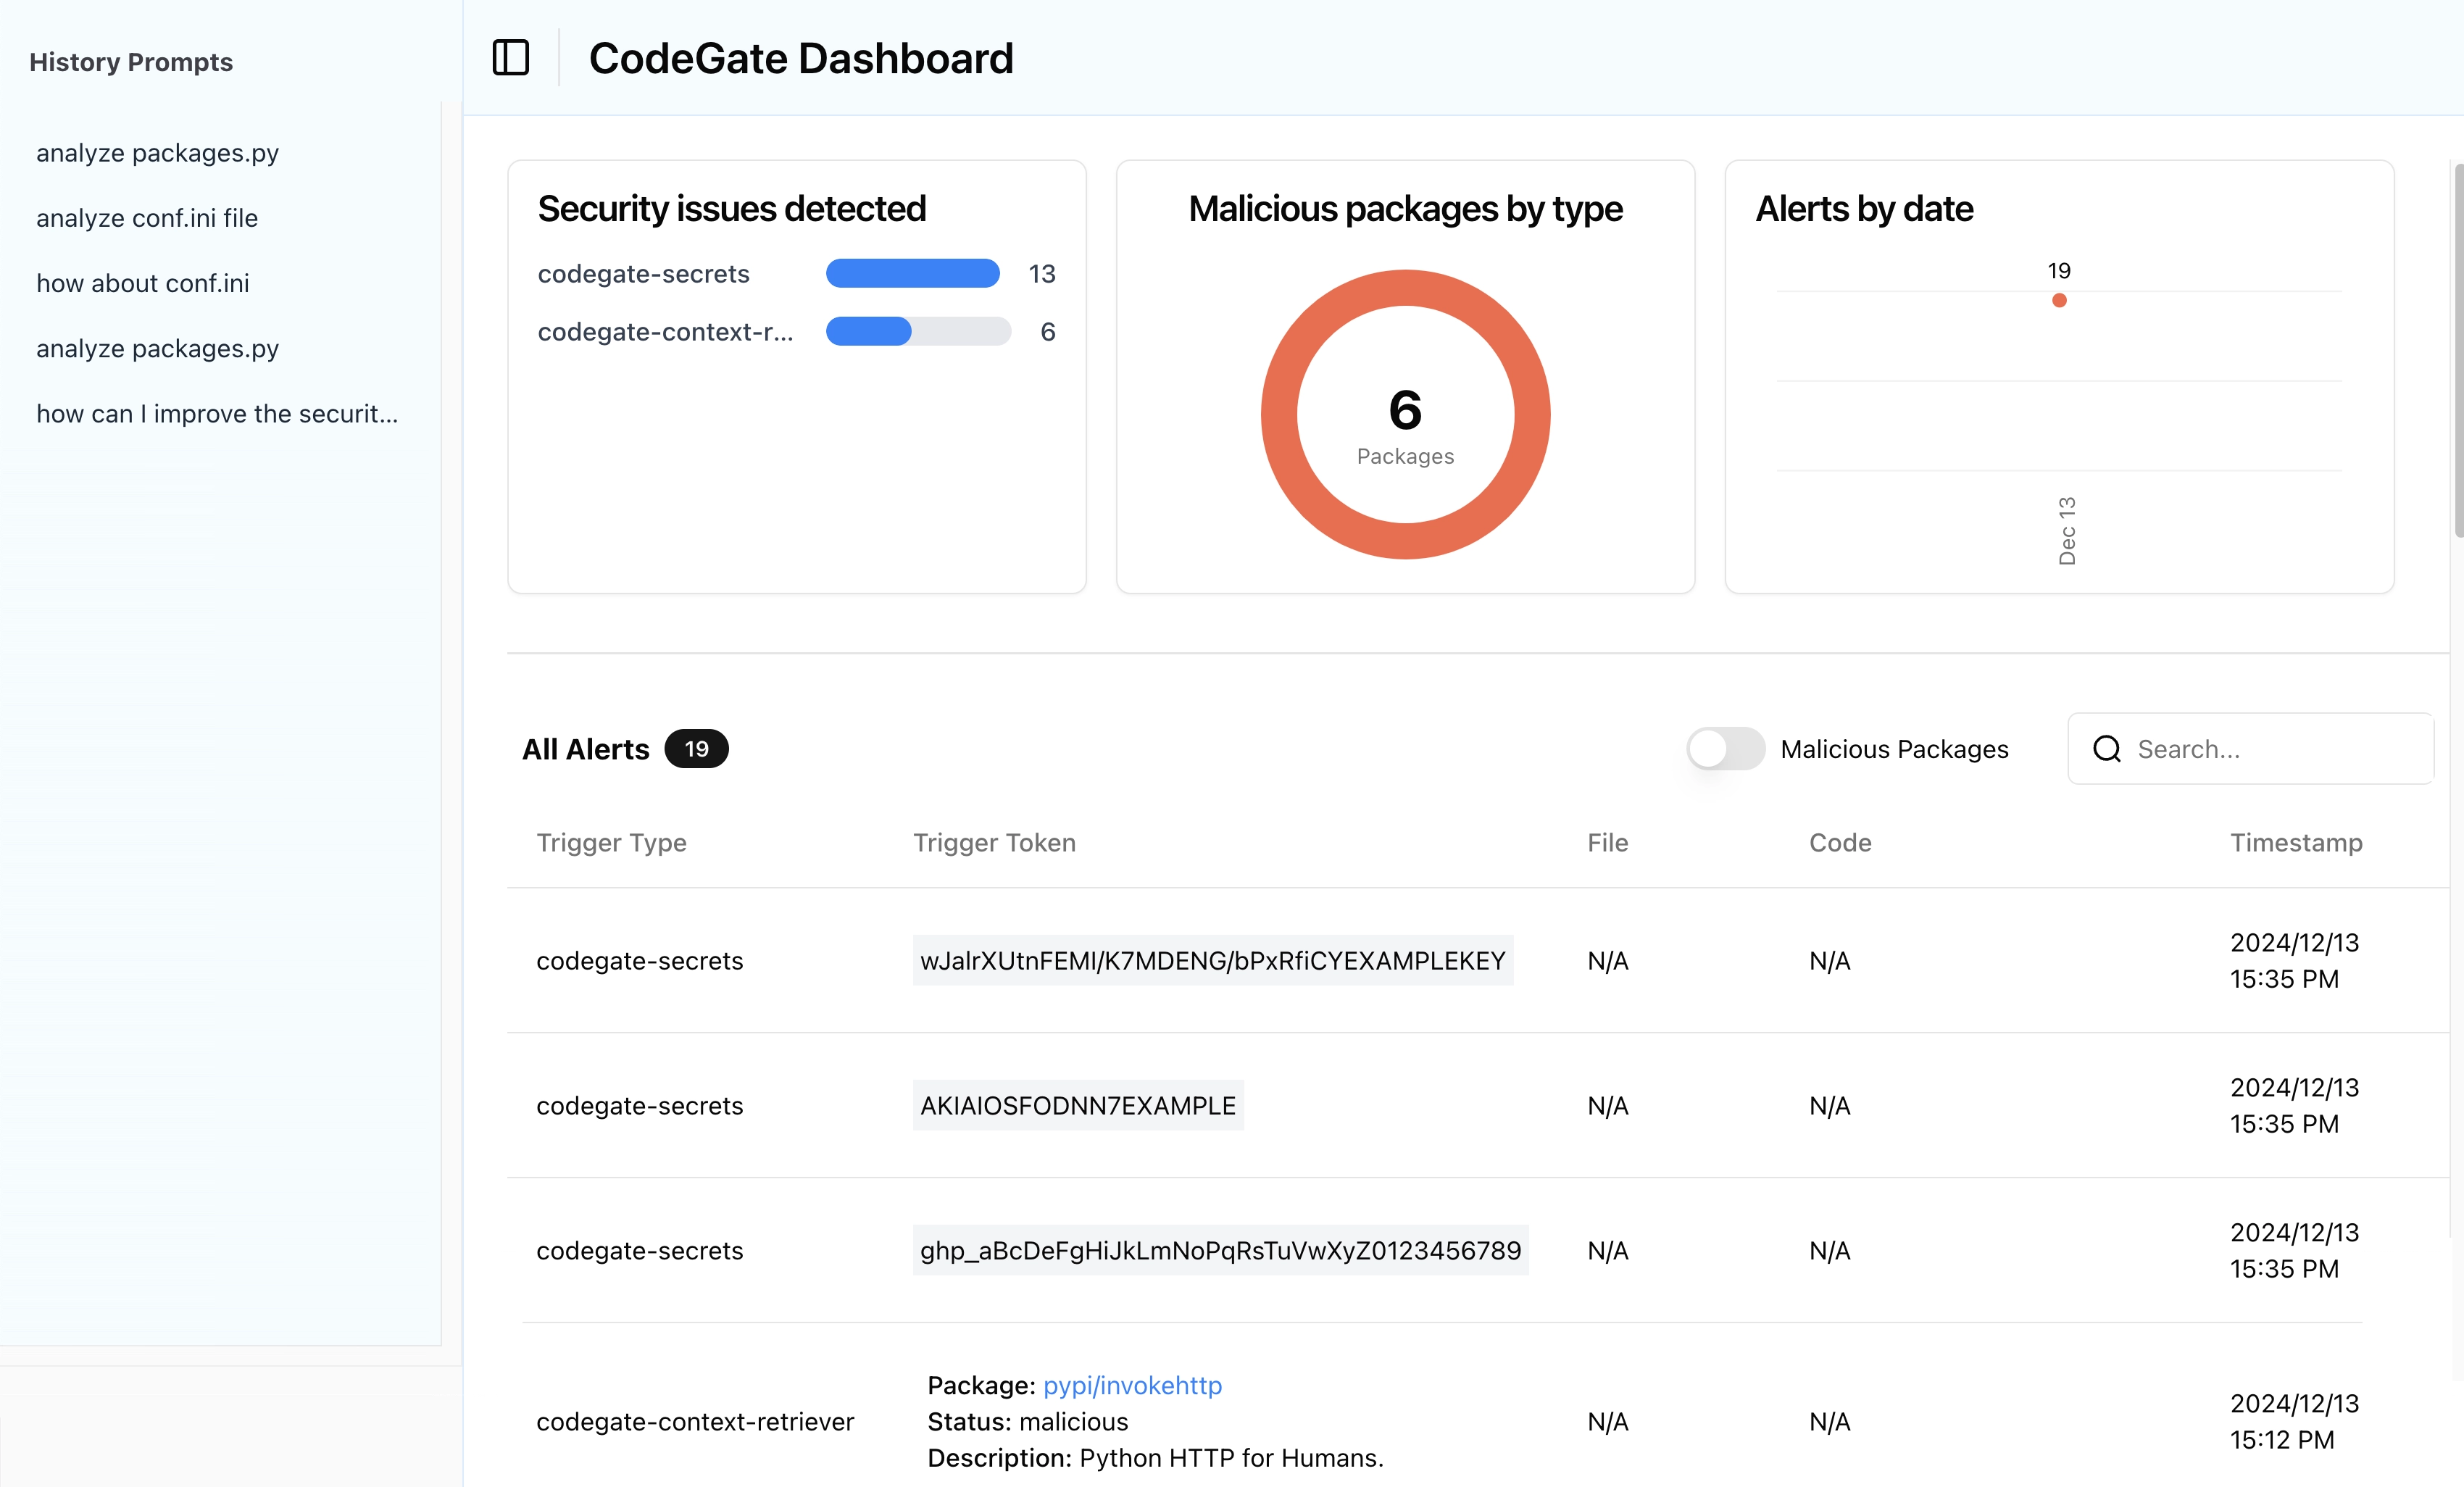 History Prompts
analyze packages.py
analyze conf.ini file
how about conf.ini
analyze packages.py
how can I improve the securit...
CodeGate Dashboard
Security issues detected
codegate-secrets 13
codegate-context-r... 6
Malicious packages by type
6
Packages
Alerts by date
19
Dec 13
All Alerts 19
Malicious Packages
Search...
Trigger Type Trigger Token File Code Timestamp
codegate-secrets wJalrXUtnFEMI/K7MDENG/bPxRfiCYEXAMPLEKEY N/A N/A 2024/12/13
15:35 PM
codegate-secrets AKIAIOSFODNN7EXAMPLE N/A N/A 2024/12/13
15:35 PM
codegate-secrets ghp_aBcDeFgHiJkLmNoPqRsTuVwXyZ0123456789 N/A N/A 2024/12/13
15:35 PM
Package: pypi/invokehttp
codegate-context-retriever Status: malicious N/A N/A 2024/12/13
15:12 PM
Description: Python HTTP for Humans.